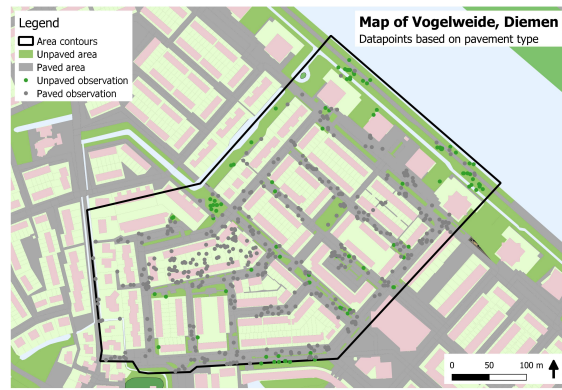 Legend
Area contours
Unpaved area
Paved area
Unpaved observation
Paved observation
Map of Vogelweide, Diemen
Datapoints based on pavement type
0 50 100 m